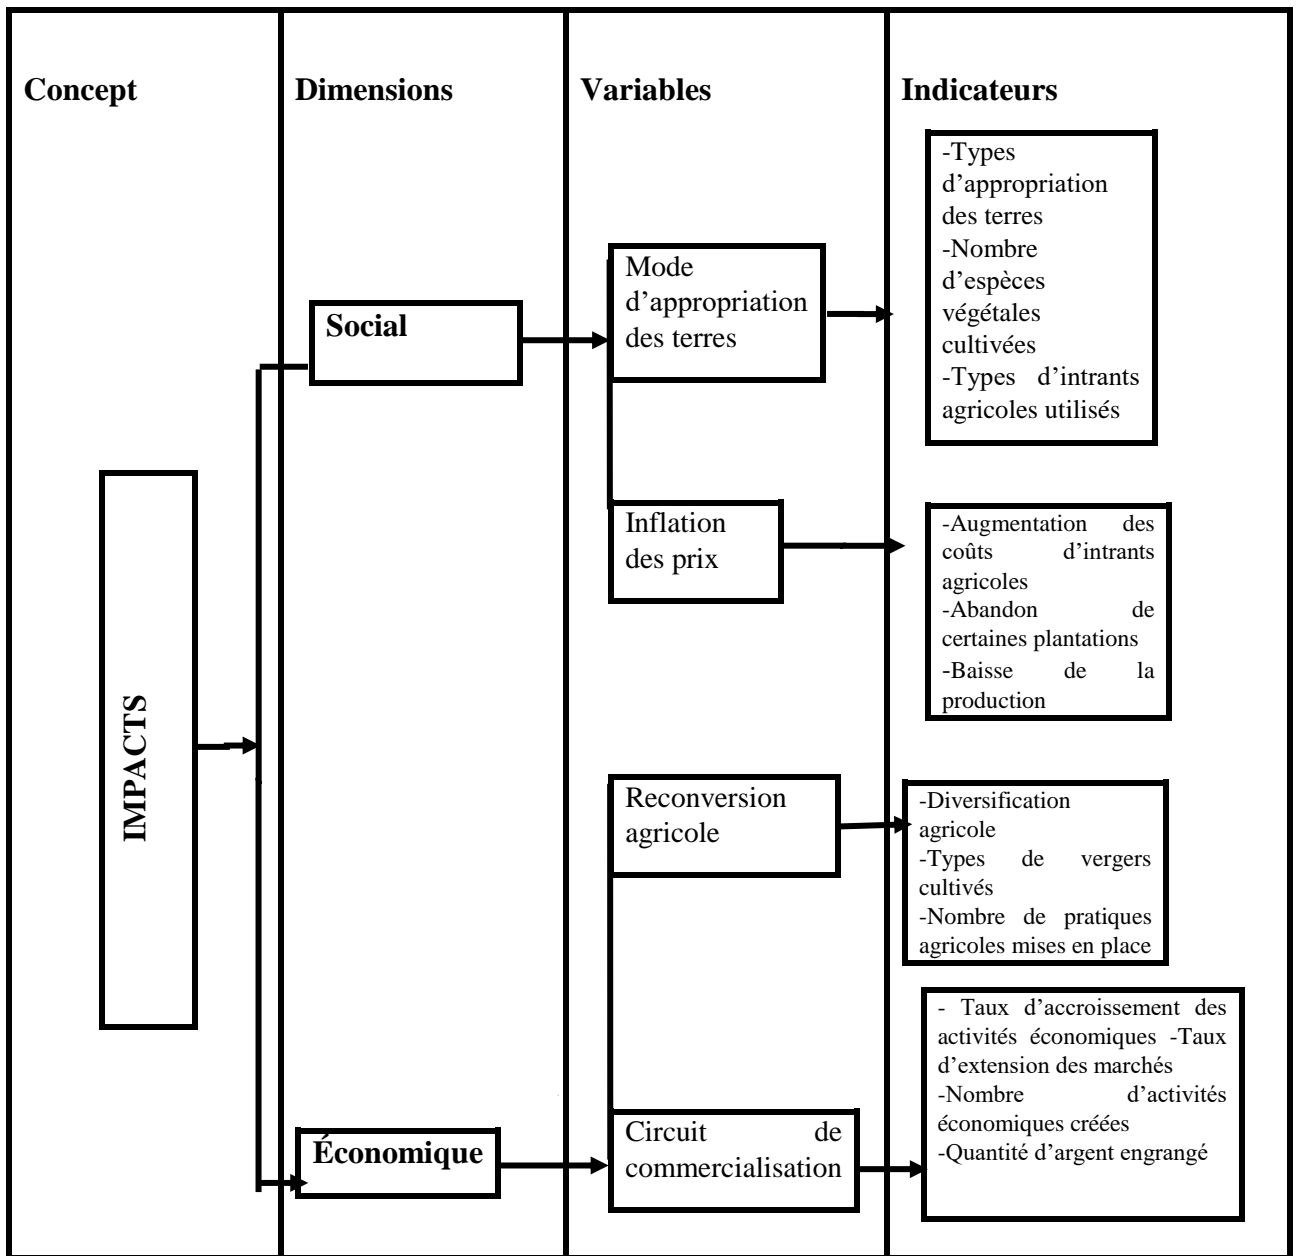 Concept
Dimensions
Variables
Indicateurs
IMPACTS
Social
Mode
d’appropriation
des terres
-Types
d’appropriation
des terres
-Nombre
d’espèces
végétales
cultivées
-Types d’intrants
agricoles utilisés
Inflation
des prix
-Augmentation des
coûts d’intrants
agricoles
-Abandon de
certaines plantations
-Baisse de la
production
Économique
Reconversion
agricole
-Diversification
agricole
-Types de vergers
cultivés
-Nombre de pratiques
agricoles mises en place
Circuit de
commercialisation
- Taux d’accroissement des
activités économiques -Taux
d’extension des marchés
-Nombre d’activités
économiques créées
-Quantité d’argent engrangé